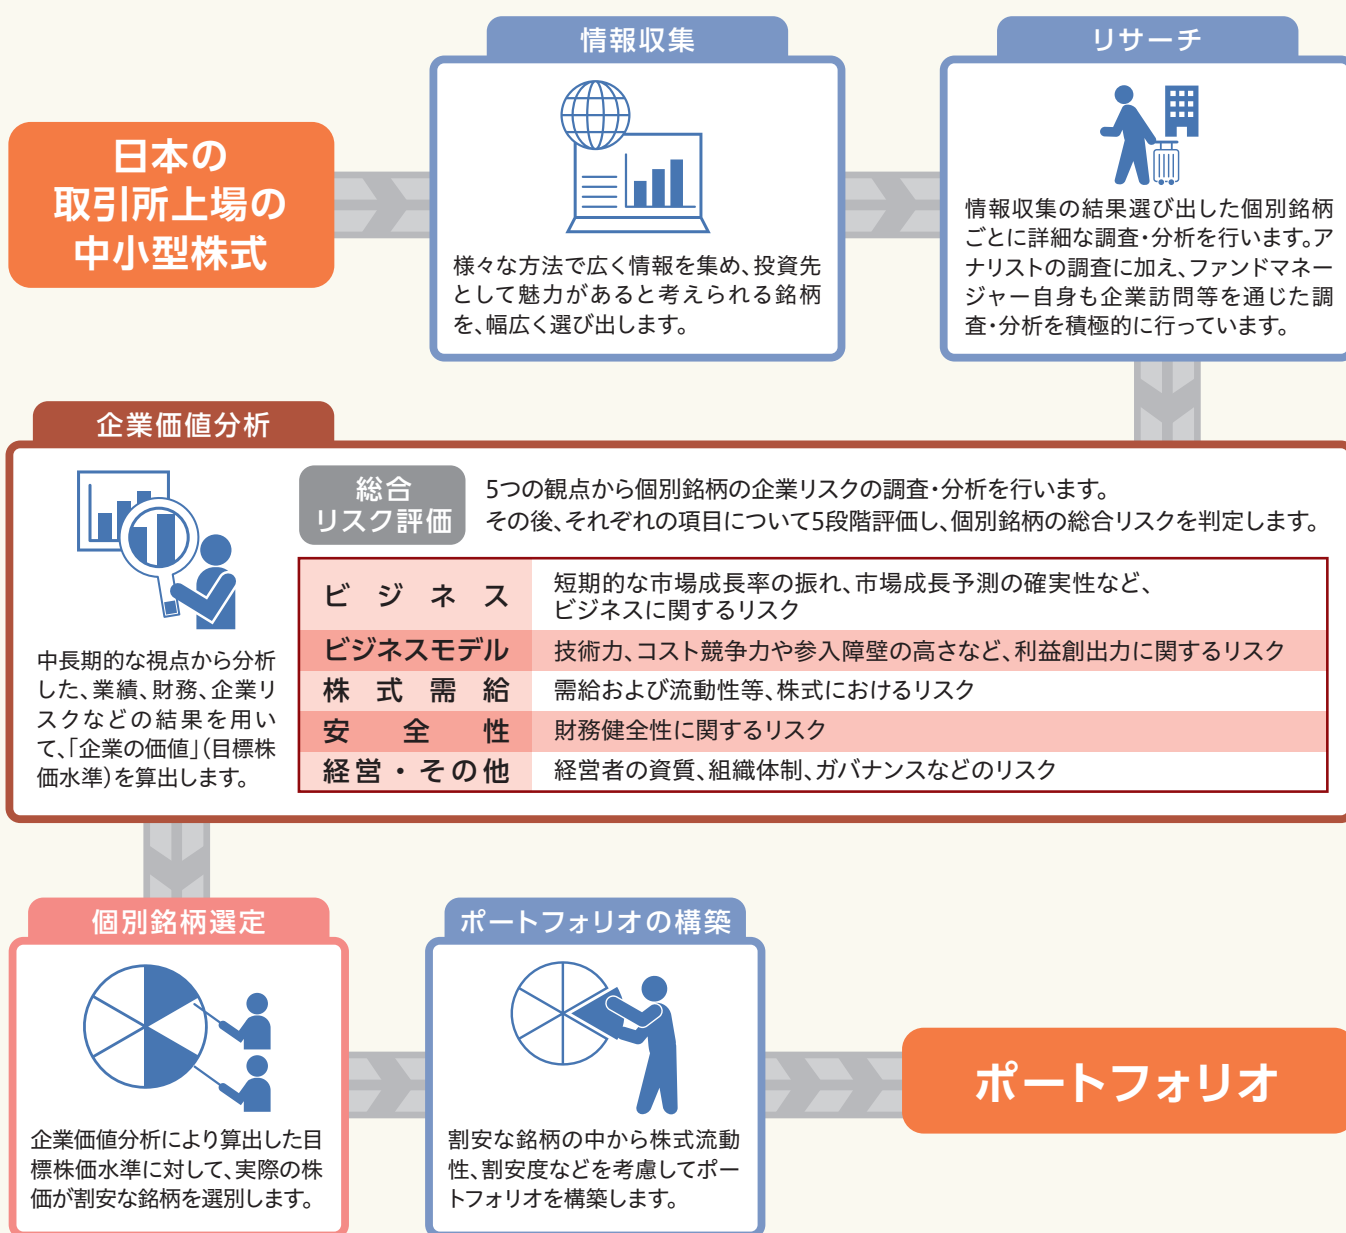 日本の
取引所上場の
中小型株式
情報収集
様々な方法で広く情報を集め、投資先
として魅力があると考えられる銘柄
を、幅広く選び出します。
リサーチ
情報収集の結果選び出した個別銘柄
ごとに詳細な調査・分析を行います。ア
ナリストの調査に加え、ファンドマネー
ジャー自身も企業訪問等を通じた調
査・分析を積極的に行っています。
企業価値分析
中長期的な視点から分析
した、業績、財務、企業リ
スクなどの結果を用い
て、「企業の価値」(目標株
価水準)を算出します。
総合
リスク評価
5つの観点から個別銘柄の企業リスクの調査・分析を行います。
その後、それぞれの項目について5段階評価し、個別銘柄の総合リスクを判定します。
ビジネス
短期的な市場成長率の振れ、市場成長予測の確実性など、
ビジネスに関するリスク
ビジネスモデル
技術力、コスト競争力や参入障壁の高さなど、利益創出力に関するリスク
株式需給
需給および流動性等、株式におけるリスク
安全性
財務健全性に関するリスク
経営・その他
経営者の資質、組織体制、ガバナンスなどのリスク
個別銘柄選定
企業価値分析により算出した目
標株価水準に対して、実際の株
価が割安な銘柄を選別します。
ポートフォリオの構築
割安な銘柄の中から株式流動
性、割安度などを考慮してポー
トフォリオを構築します。
ポートフォリオ